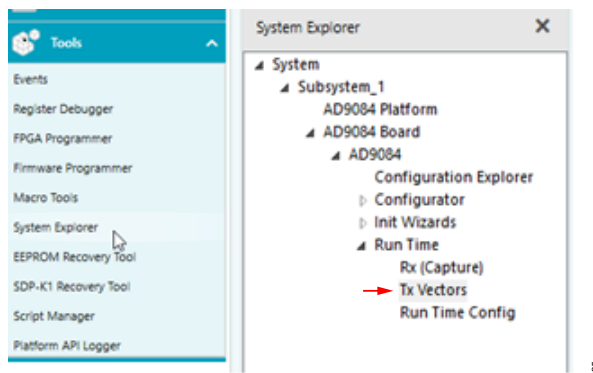 Tools
Events
Register Debugger
FPGA Programmer
Firmware Programmer
Macro Tools
System Explorer
EEPROM Recovery Tool
SDP-K1 Recovery Tool
Script Manager
Platform API Logger
System Explorer
System
Subsystem_1
AD9084 Platform
AD9084 Board
AD9084
Configuration Explorer
Configurator
Init Wizards
Run Time
Rx (Capture)
Tx Vectors
Run Time Config